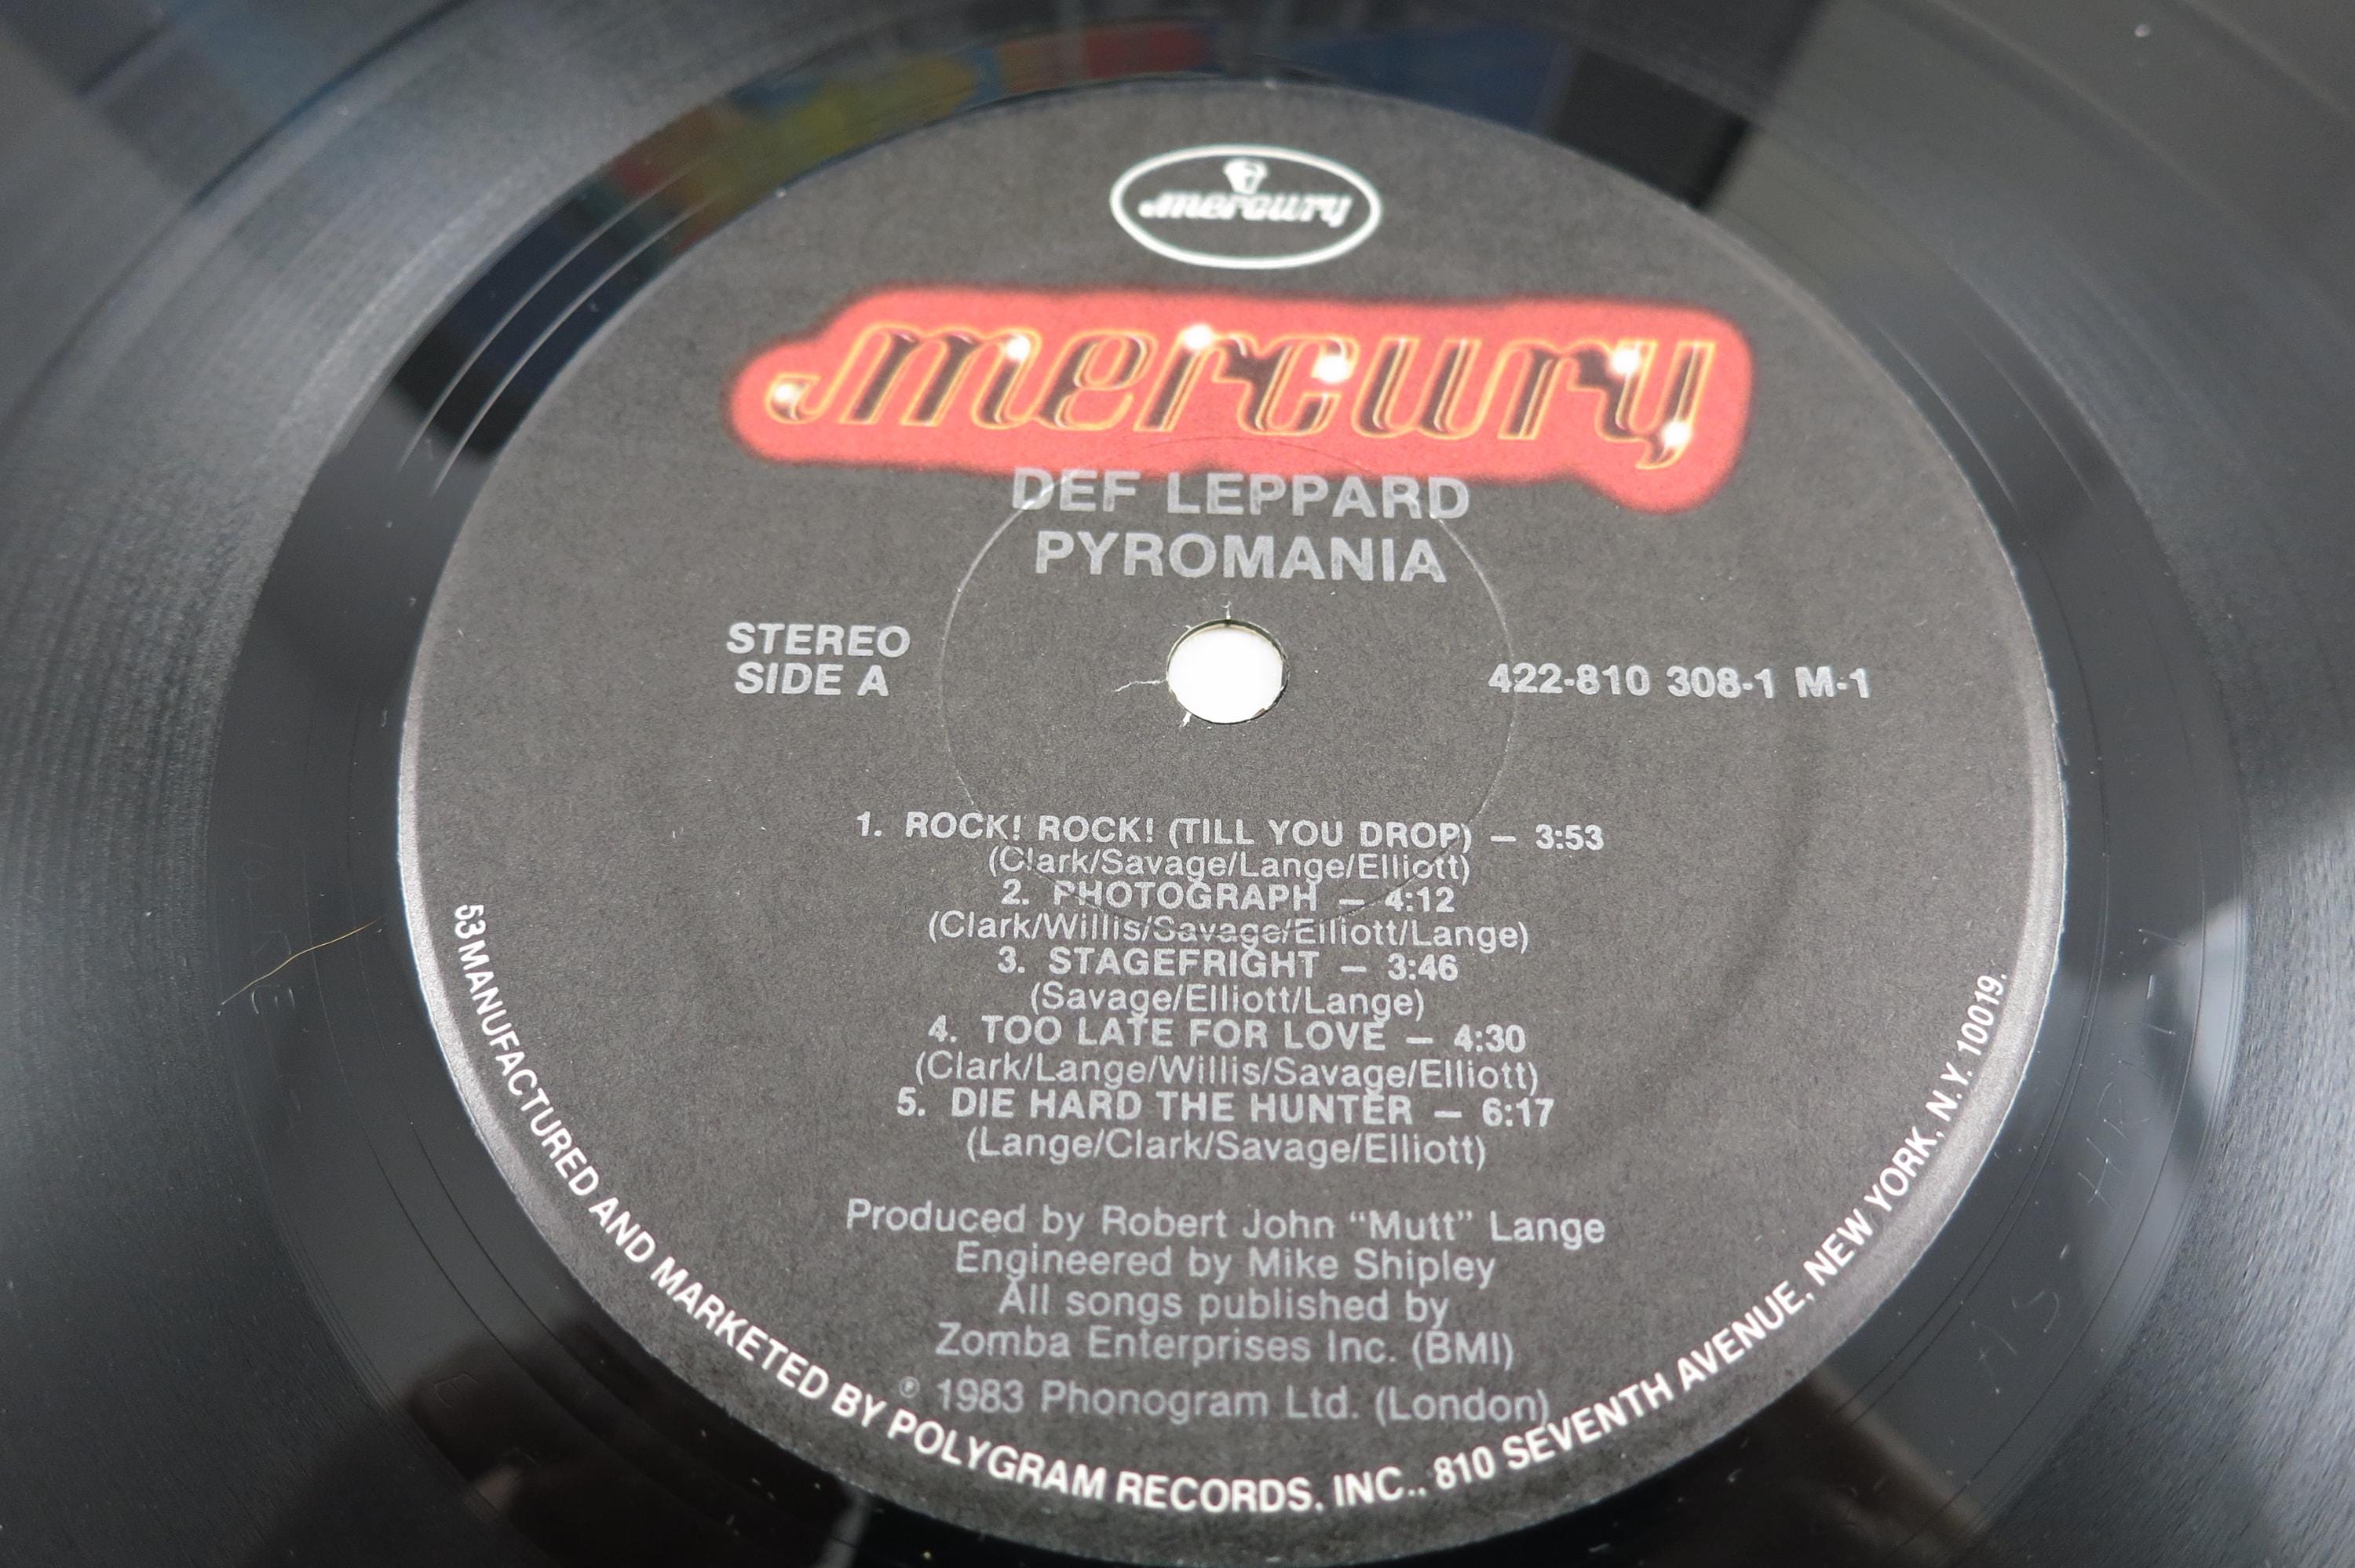 mercury
mercury
DEF LEPPARD
PYROMANIA
STEREO
SIDE A
422-810 308-1 M-1
1. ROCK! ROCK! (TILL YOU DROP) — 3:53
(Clark/Savage/Lange/Elliott)
2. PHOTOGRAPH — 4:12
(Clark/Willis/Savage/Elliott/Lange)
3. STAGEFRIGHT — 3:46
(Savage/Elliott/Lange)
4. TOO LATE FOR LOVE — 4:30
(Clark/Lange/Willis/Savage/Elliott)
5. DIE HARD THE HUNTER — 6:17
(Lange/Clark/Savage/Elliott)
Produced by Robert John “Mutt” Lange
Engineered by Mike Shipley
All songs published by
Zomba Enterprises Inc. (BMI)
℗ 1983 Phonogram Ltd. (London)
53 MANUFACTURED AND MARKETED BY POLYGRAM RECORDS, INC., 810 SEVENTH AVENUE, NEW YORK, N.Y. 10019.